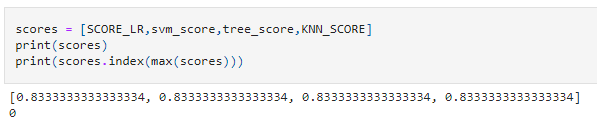 scores = [SCORE_LR,svm_score,tree_score,KNN_SCORE]
print(scores)
print(scores.index(max(scores)))
[0.8333333333333334, 0.8333333333333334, 0.8333333333333334, 0.8333333333333334]
0